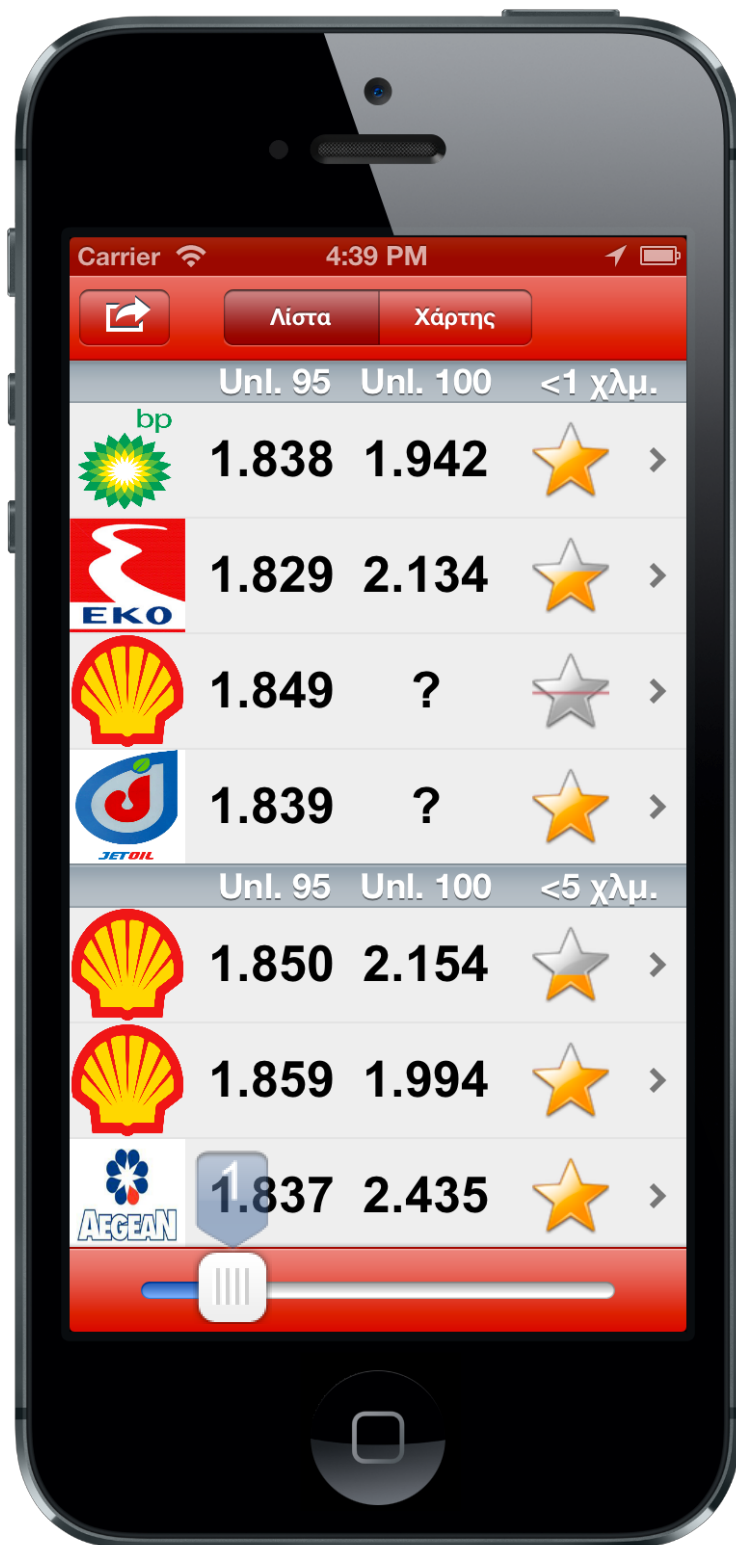 Carrier 4:39 PM
Λίστα Χάρτης
Unl. 95 Unl. 100 <1 χλμ.
bp 1.838 1.942
EKO 1.829 2.134
1.849 ?
JETOIL 1.839 ?
Unl. 95 Unl. 100 <5 χλμ.
1.850 2.154
1.859 1.994
AEGEAN 1.837 2.435
1